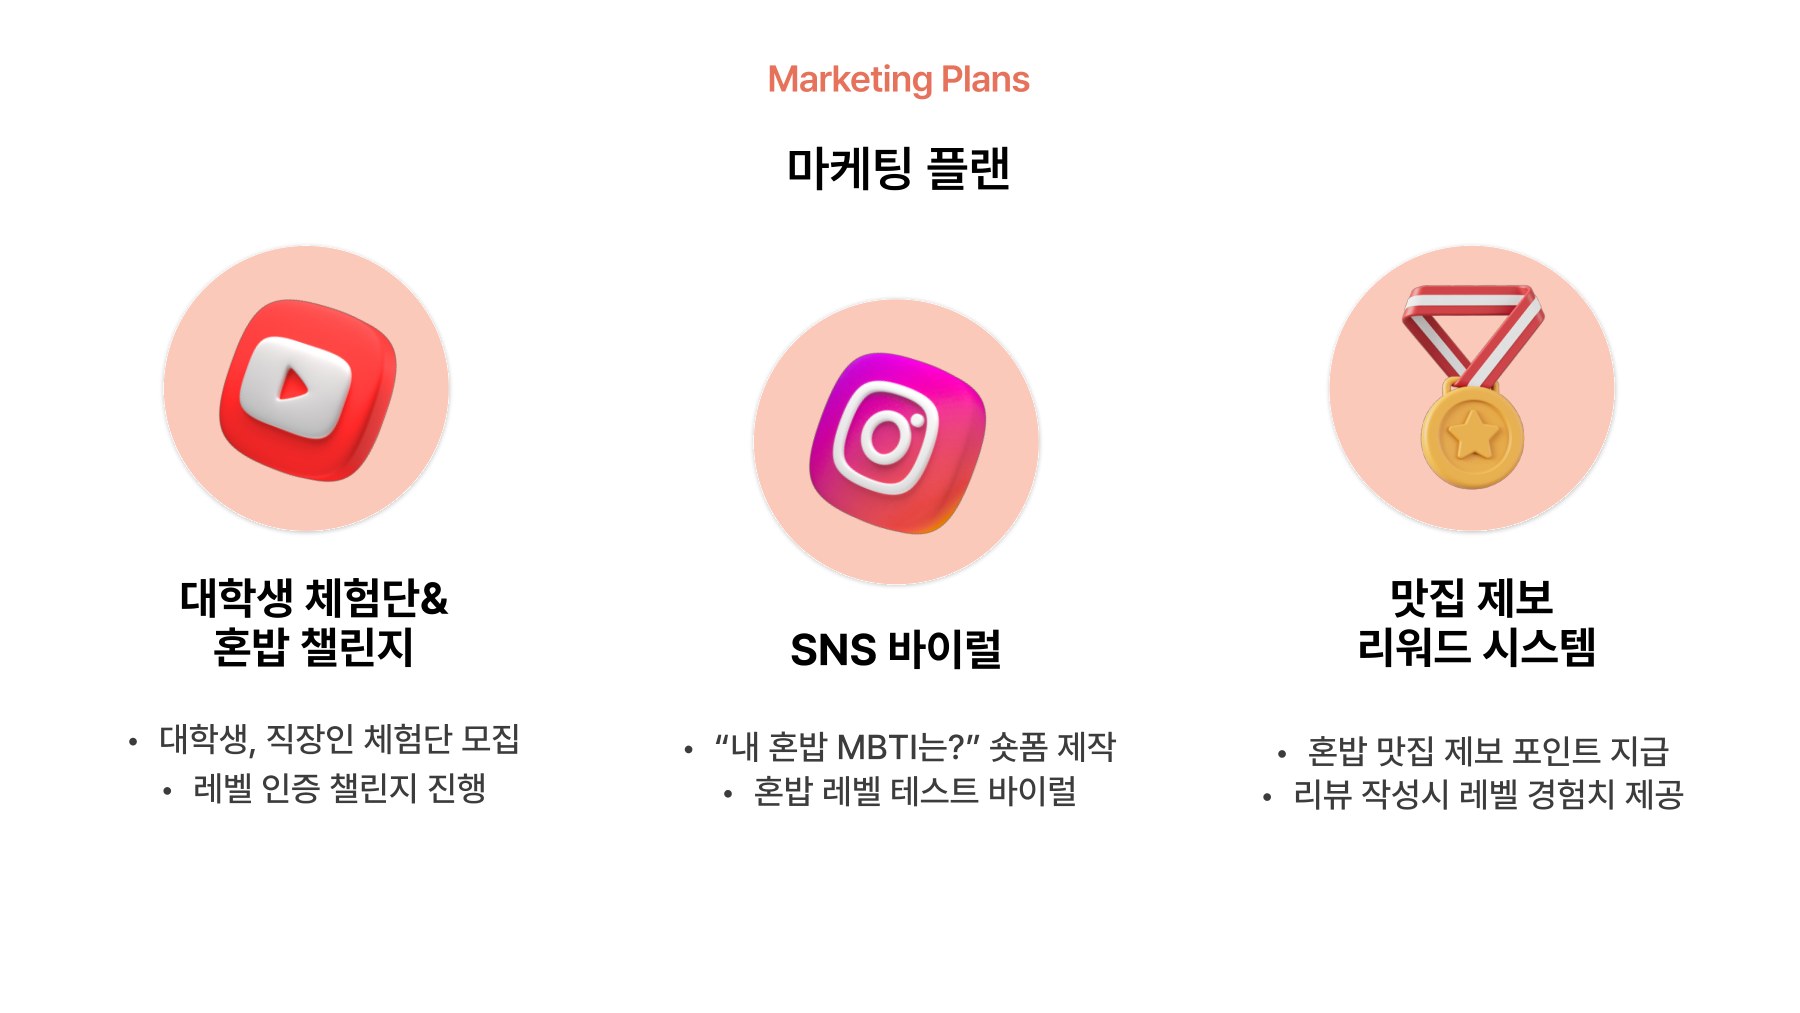 Marketing Plans
마케팅 플랜
대학생 체험단&
혼밥 챌린지
• 대학생, 직장인 체험단 모집
• 레벨 인증 챌린지 진행
SNS 바이럴
• “내 혼밥 MBTI는?” 숏폼 제작
• 혼밥 레벨 테스트 바이럴
맛집 제보
리워드 시스템
• 혼밥 맛집 제보 포인트 지급
• 리뷰 작성시 레벨 경험치 제공